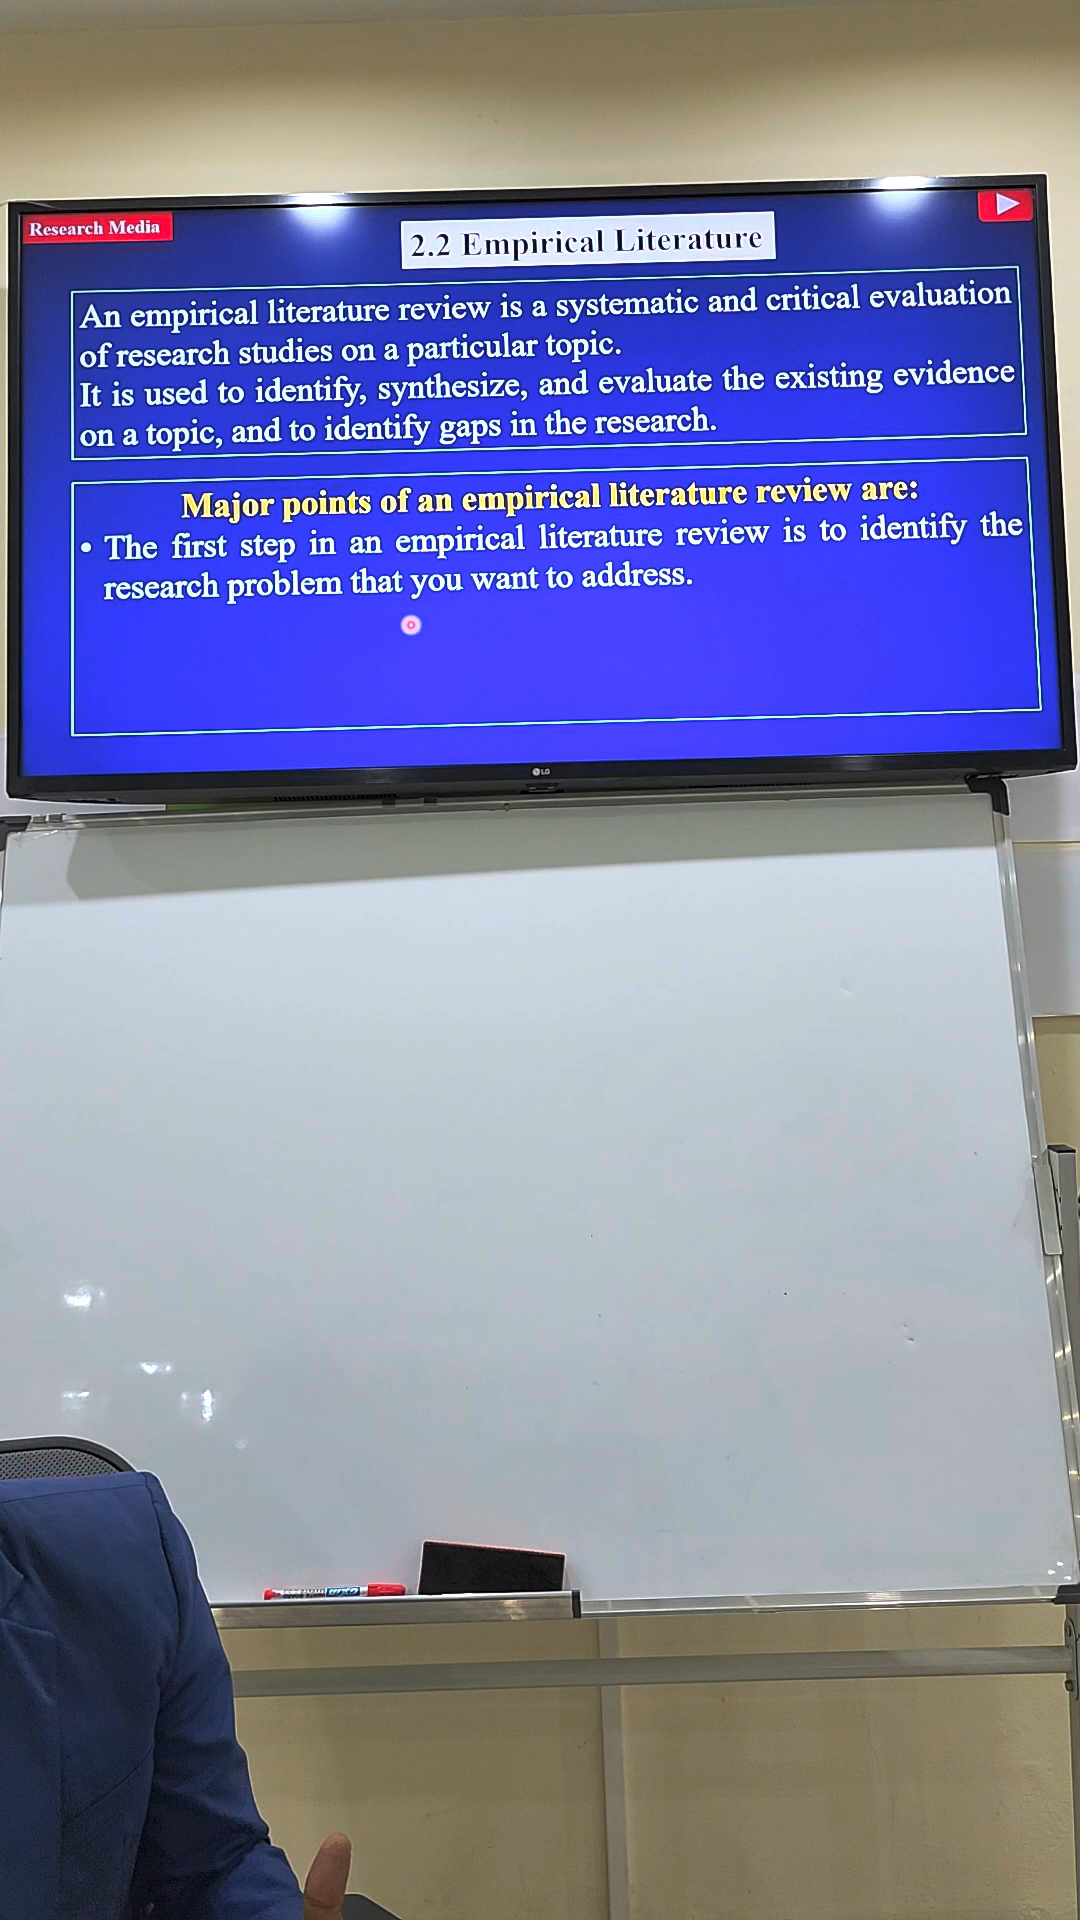 Research Media
2.2 Empirical Literature
An empirical literature review is a systematic and critical evaluation
of research studies on a particular topic.
It is used to identify, synthesize, and evaluate the existing evidence
on a topic, and to identify gaps in the research.
Major points of an empirical literature review are:
• The first step in an empirical literature review is to identify the
research problem that you want to address.
LG